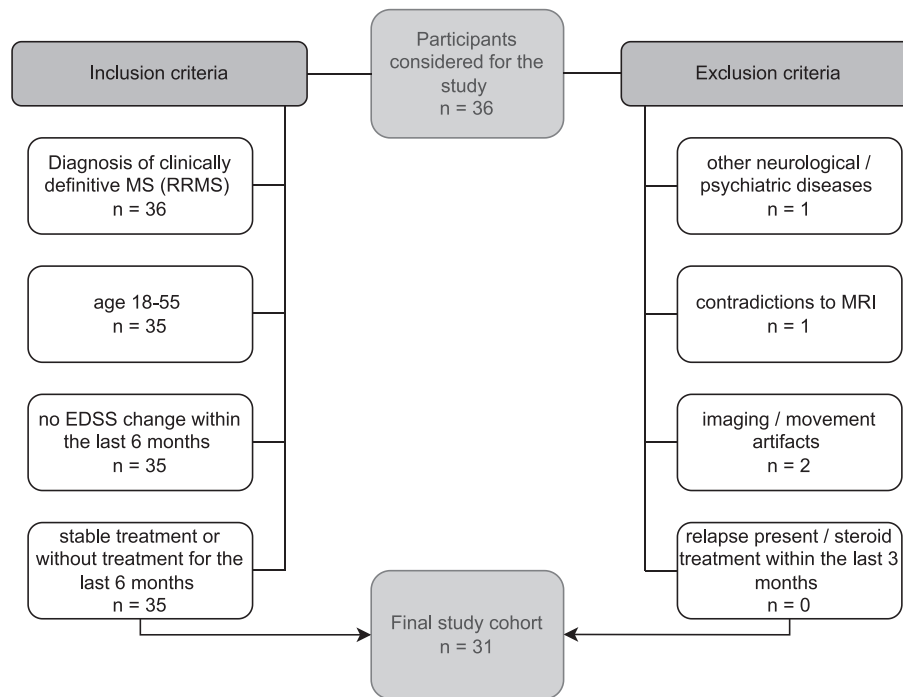 Participants
considered for the
study
n = 36
Inclusion criteria
Diagnosis of clinically
definitive MS (RRMS)
n = 36
age 18-55
n = 35
no EDSS change within
the last 6 months
n = 35
stable treatment or
without treatment for the
last 6 months
n = 35
Exclusion criteria
other neurological /
psychiatric diseases
n = 1
contradictions to MRI
n = 1
imaging / movement
artifacts
n = 2
relapse present / steroid
treatment within the last 3
months
n = 0
Final study cohort
n = 31